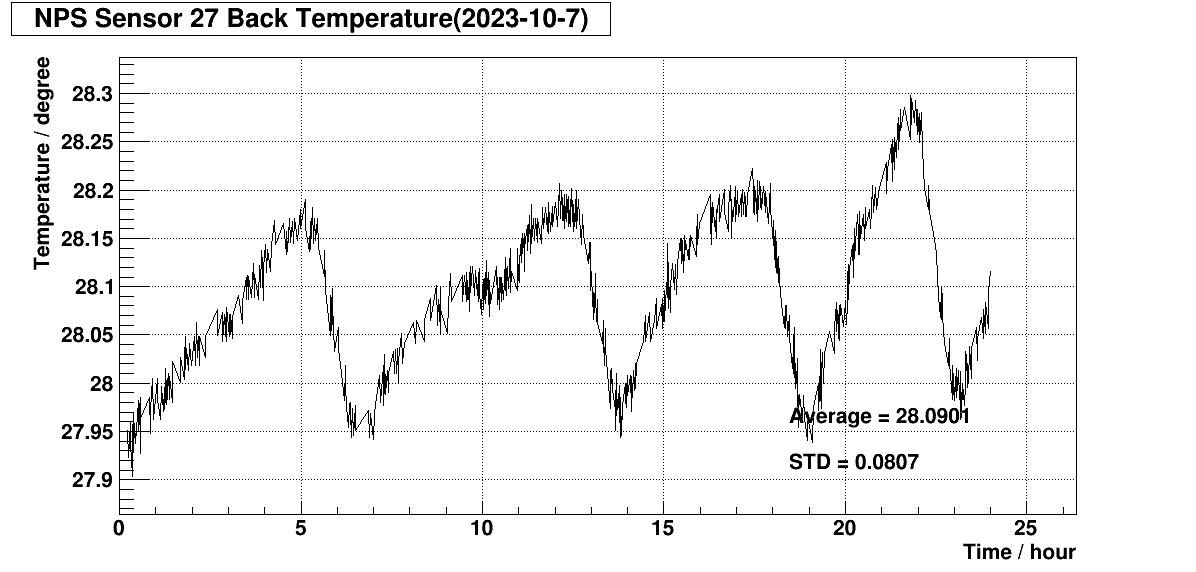 NPS Sensor 27 Back Temperature(2023-10-7)
Temperature / degree
28.3
28.25
28.2
28.15
28.1
28.05
28
27.95
27.9
Average = 28.0901
STD = 0.0807
0 5 10 15 20 25
Time / hour